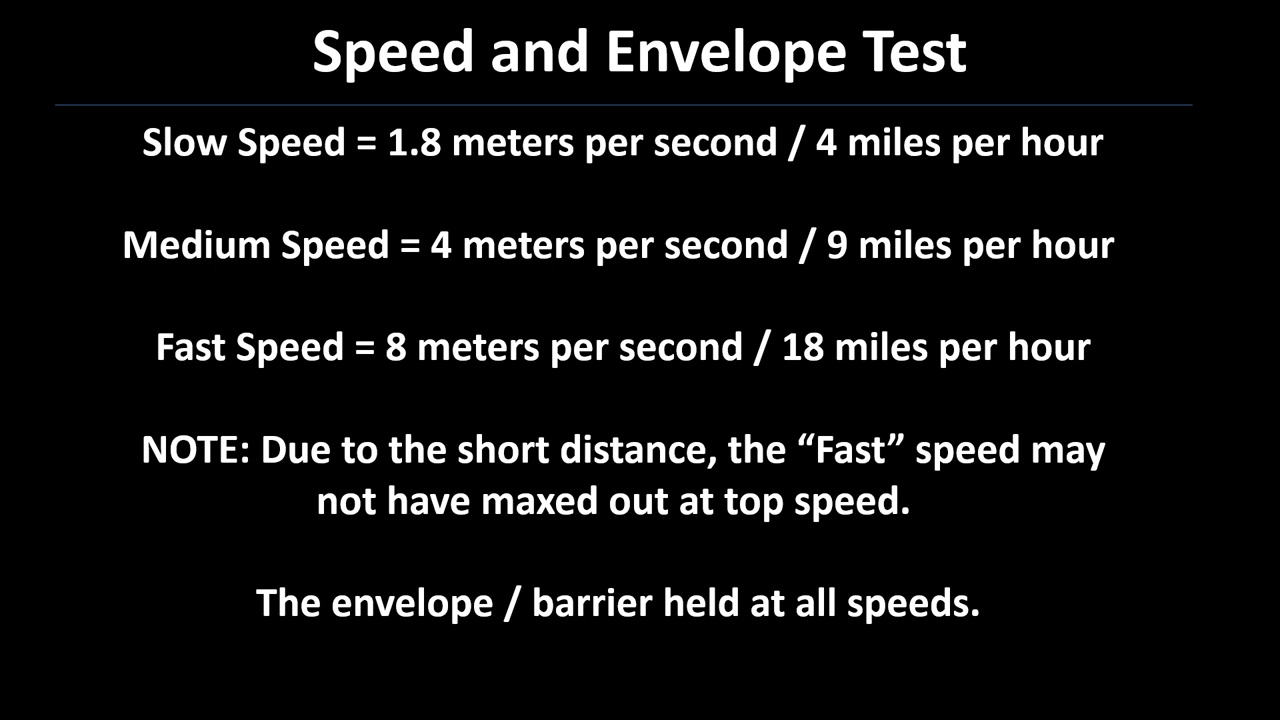 Speed and Envelope Test
Slow Speed = 1.8 meters per second / 4 miles per hour
Medium Speed = 4 meters per second / 9 miles per hour
Fast Speed = 8 meters per second / 18 miles per hour
NOTE: Due to the short distance, the “Fast” speed may
not have maxed out at top speed.
The envelope / barrier held at all speeds.